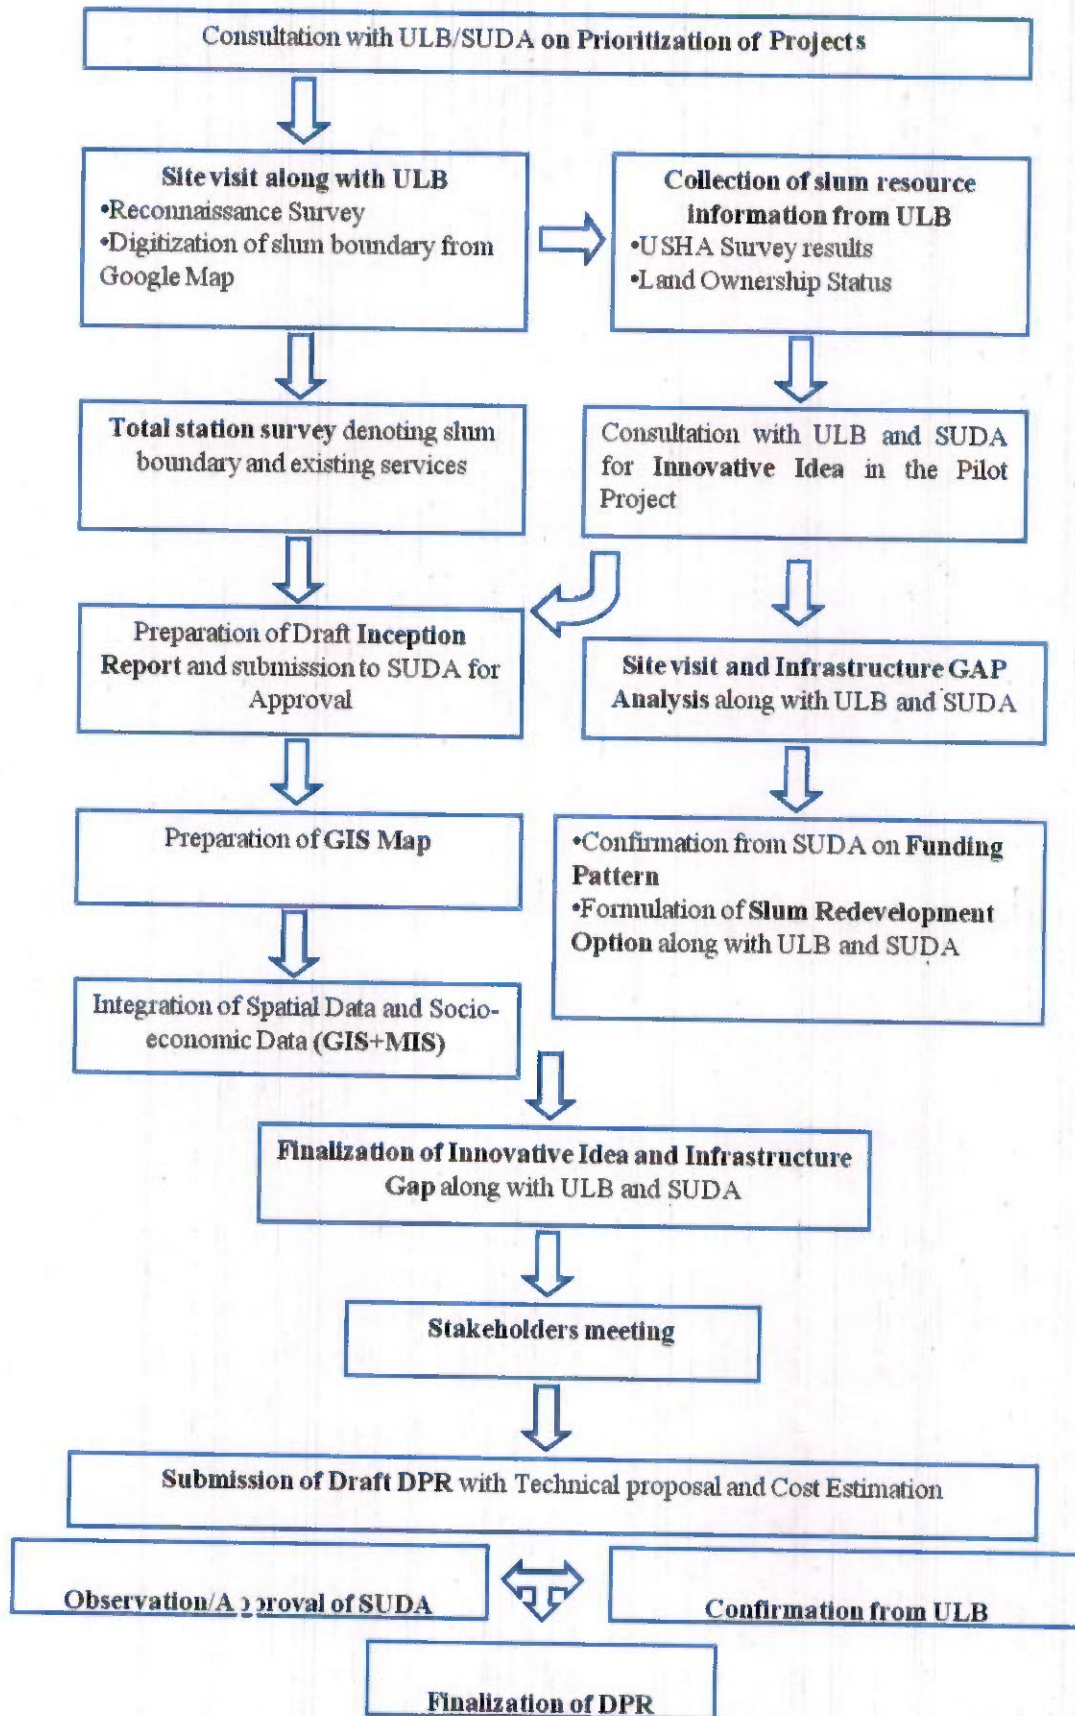 Consultation with ULB/SUDA on Prioritization of Projects
Site visit along with ULB
•Reconnaissance Survey
•Digitization of slum boundary from
Google Map
Collection of slum resource
information from ULB
•USHA Survey results
•Land Ownership Status
Total station survey denoting slum
boundary and existing services
Consultation with ULB and SUDA
for Innovative Idea in the Pilot
Project
Preparation of Draft Inception
Report and submission to SUDA for
Approval
Site visit and Infrastructure GAP
Analysis along with ULB and SUDA
Preparation of GIS Map
•Confirmation from SUDA on Funding
Pattern
•Formulation of Slum Redevelopment
Option along with ULB and SUDA
Integration of Spatial Data and Socio-
economic Data (GIS+MIS)
Finalization of Innovative Idea and Infrastructure
Gap along with ULB and SUDA
Stakeholders meeting
Submission of Draft DPR with Technical proposal and Cost Estimation
Observation/Approval of SUDA
Confirmation from ULB
Finalization of DPR